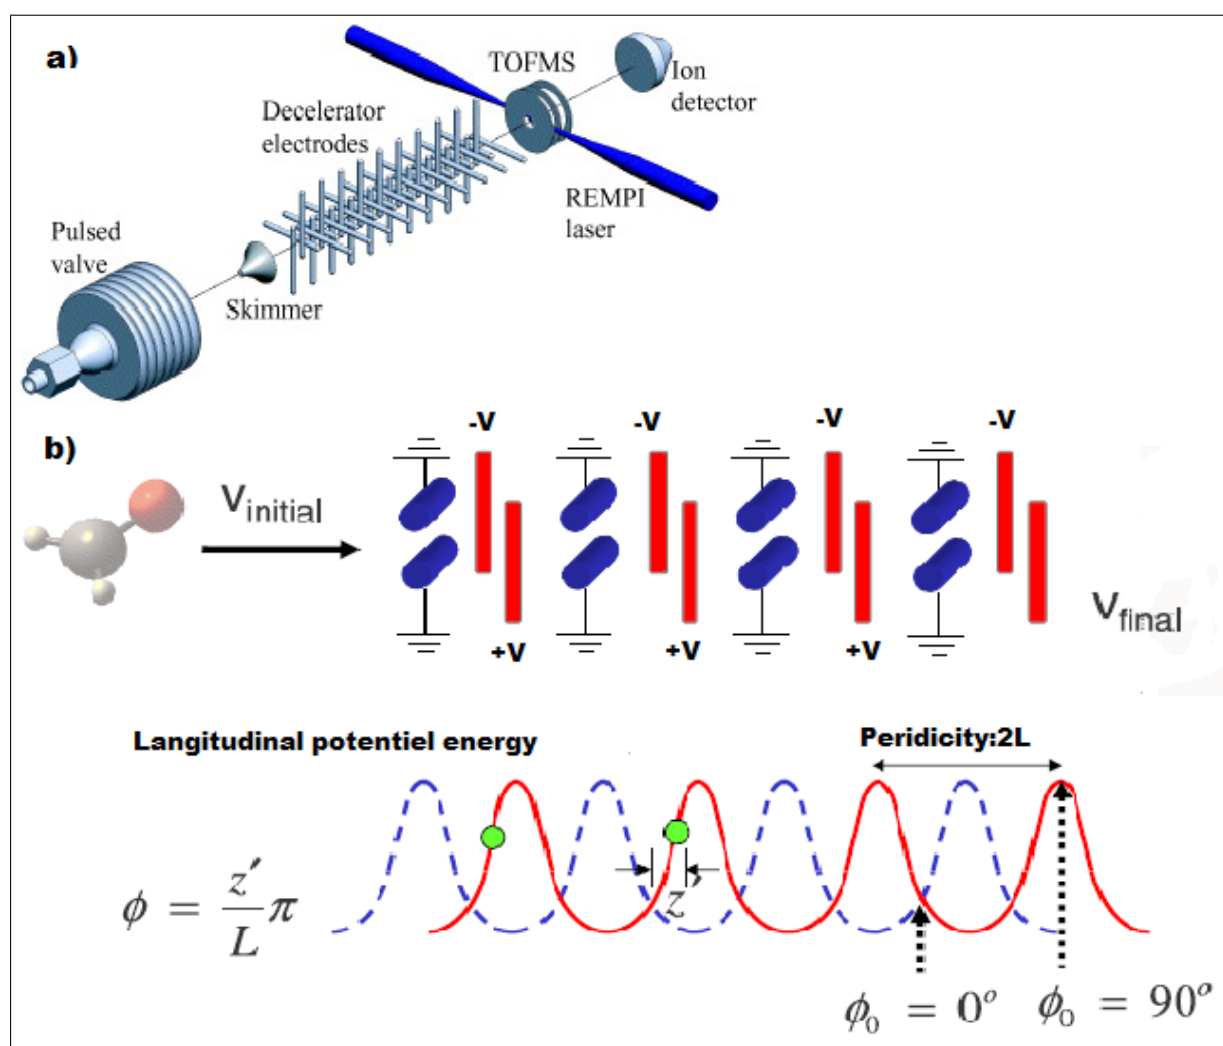 a)
TOFMS
Ion
detector
Decelerator
electrodes
REMPI
laser
Pulsed
valve
Skimmer
b)
-V
-V
-V
-V
Vinitial
Vfinal
+V
+V
+V
Langitudinal potentiel energy
Peridicity:2L
z'
ϕ = z″/L π
ϕ₀ = 0°
ϕ₀ = 90°